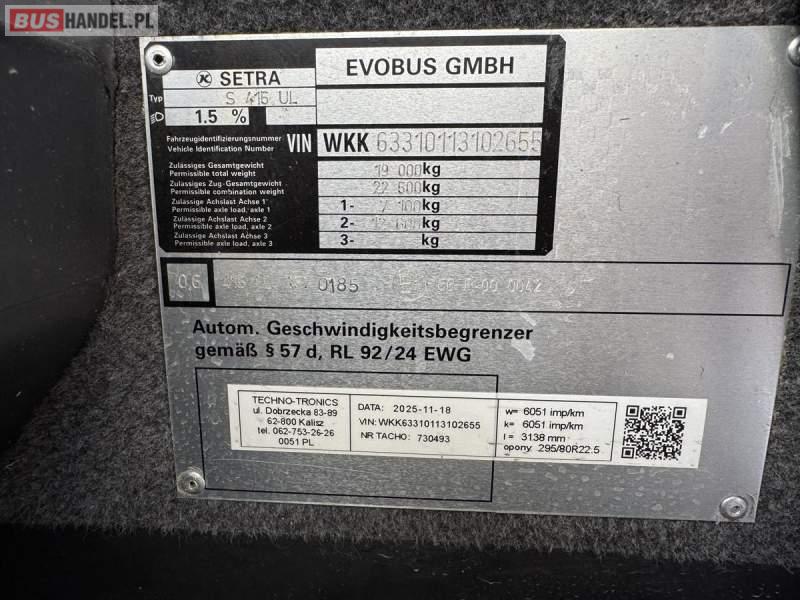 BUSHANDEL.PL
SETRA
EVOBUS GMBH
Typ
S 415 UL
1.5 %
Fahrzeugidentifizierungsnummer
Vehicle Identification Number
VIN
WKK 63310113102655
Zulässiges Gesamtgewicht
Permissible total weight
19 000 kg
Zulässiges Zug-Gesamtgewicht
Permissible combination weight
22 500 kg
Zulässige Achslast Achse 1
Permissible axle load, axle 1
1- 7 100 kg
Zulässige Achslast Achse 2
Permissible axle load, axle 2
2- kg
Zulässige Achslast Achse 3
Permissible axle load, axle 3
3- kg
0,6
0185
0042
Autom. Geschwindigkeitsbegrenzer
gemäß § 57 d, RL 92/24 EWG
TECHNO-TRONICS
ul. Dobrzecka 83-89
62-800 Kalisz
tel. 062-753-26-26
0051 PL
DATA: 2025-11-18
VIN: WKK63310113102655
NR TACHO: 730493
w= 6051 imp/km
k= 6051 imp/km
l = 3138 mm
opony 295/80R22.5